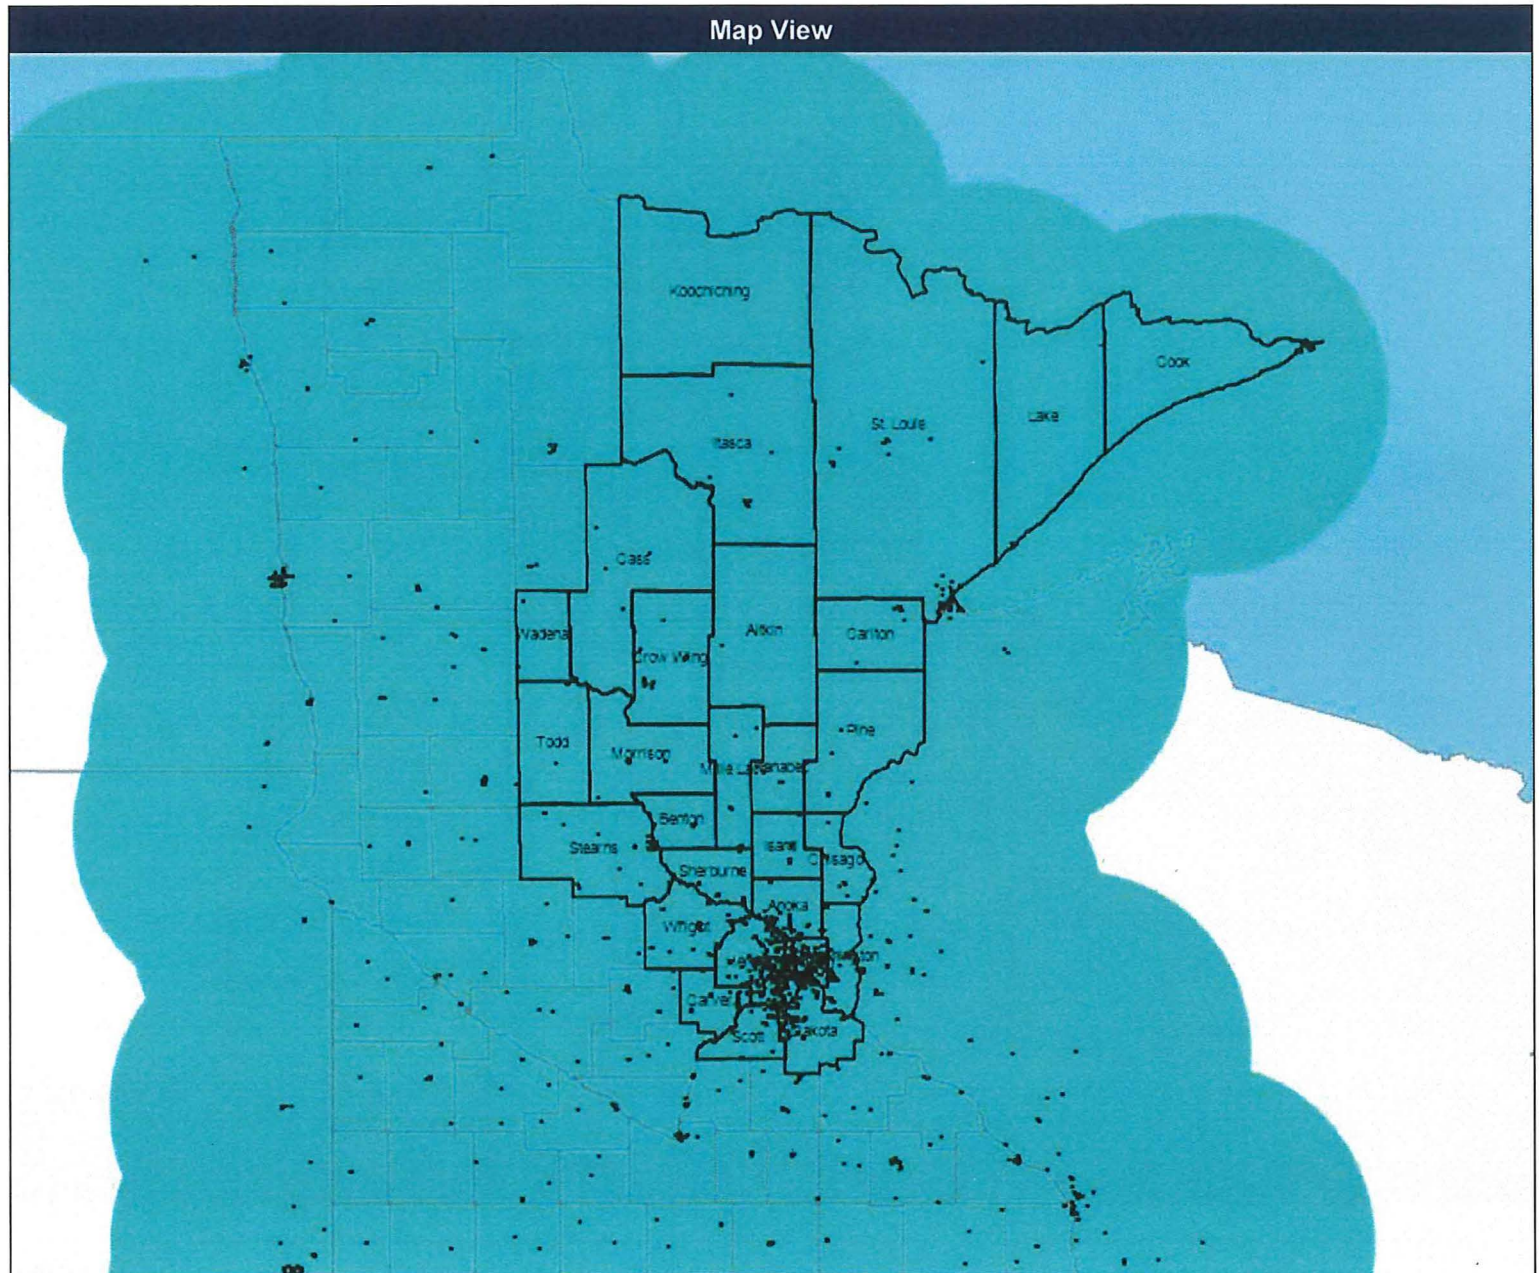 Map View
Koochiching
Cook
Lake
St. Louis
Itasca
Cass
Wadena
Aitkin
Carlton
Crow Wing
Pine
Todd
Morrison
Benton
Isanti
Stearns
Chisago
Sherburne
Anoka
Wright
Carver
Dakota
Scott